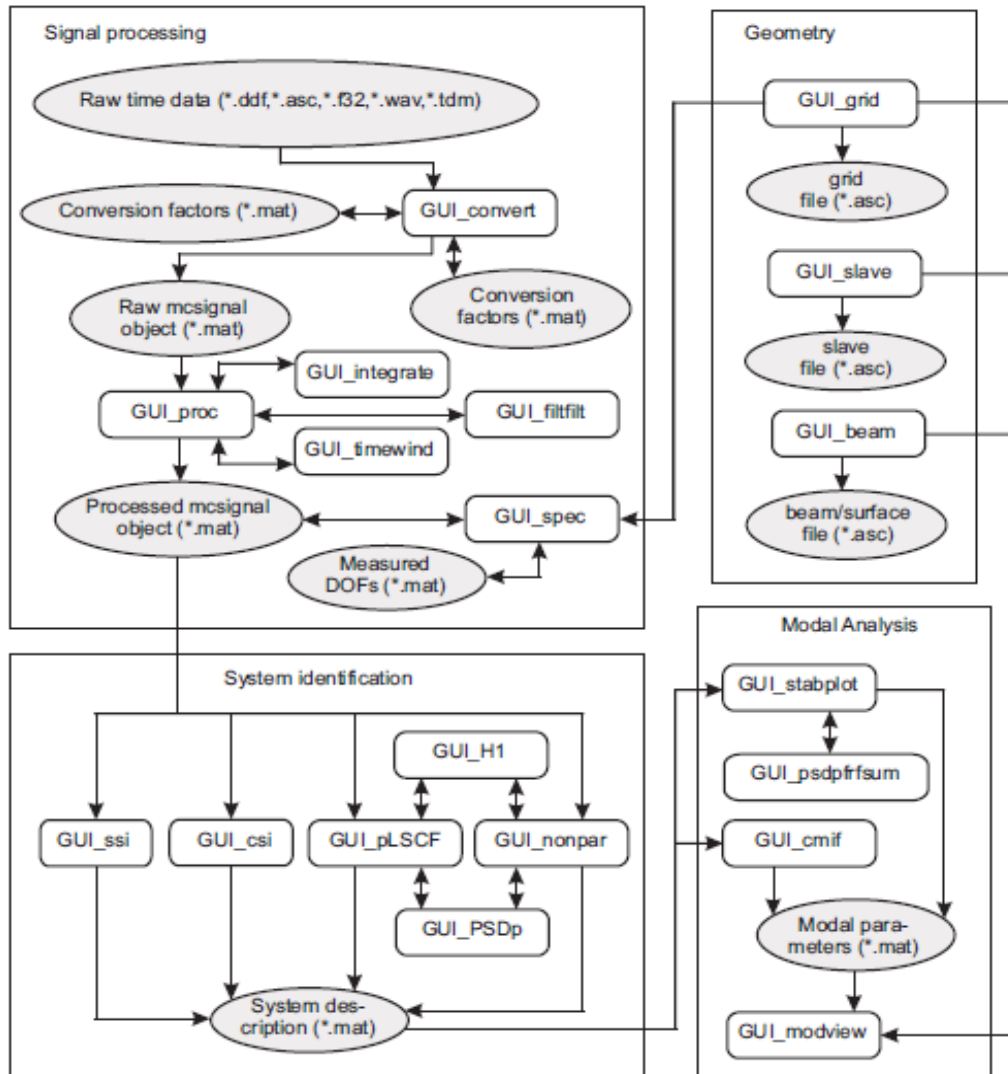 Signal processing
Raw time data (*.ddf,*.asc,*.f32,*.wav,*.tdm)
Conversion factors (*.mat)
GUI_convert
Raw mcsignal
object (*.mat)
Conversion
factors (*.mat)
GUI_integrate
GUI_proc
GUI_filtfilt
GUI_timewind
Processed mcsignal
object (*.mat)
GUI_spec
Measured
DOFs (*.mat)
Geometry
GUI_grid
grid
file (*.asc)
GUI_slave
slave
file (*.asc)
GUI_beam
beam/surface
file (*.asc)
System identification
GUI_H1
GUI_ssi
GUI_csi
GUI_pLSCF
GUI_nonpar
GUI_PSDp
System des-
cription (*.mat)
Modal Analysis
GUI_stabplot
GUI_psdpfrfsum
GUI_cmif
Modal para-
meters (*.mat)
GUI_modview